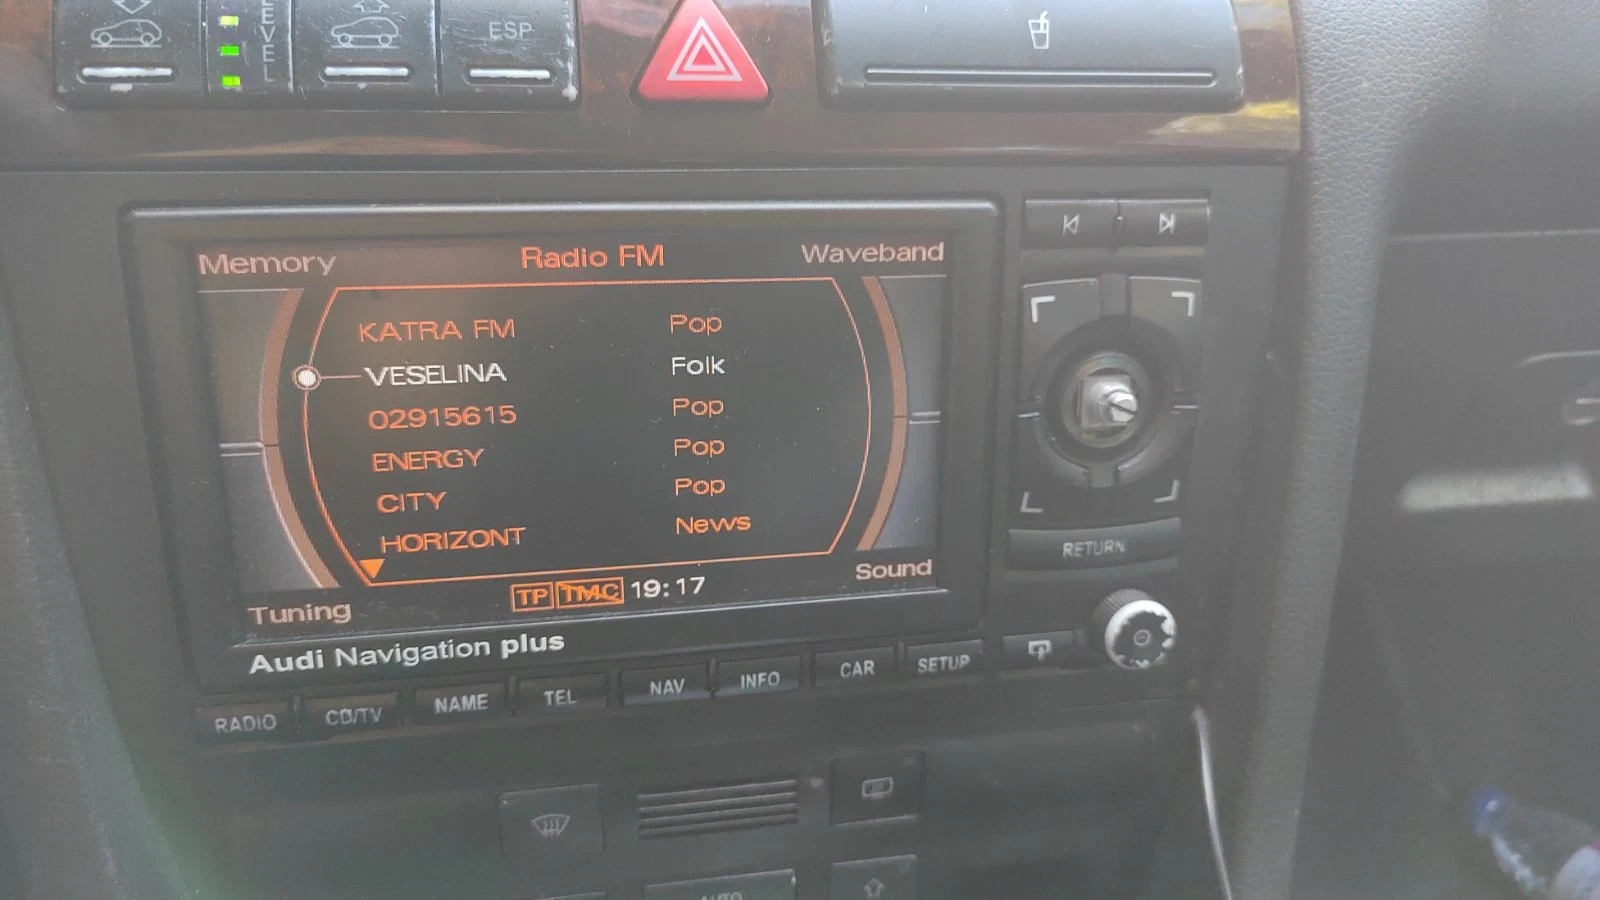 LEVEL
ESP
Memory Radio FM Waveband
KATRA FM Pop
VESELINA Folk
02915615 Pop
ENERGY Pop
CITY Pop
HORIZONT News
Tuning TP TMC 19:17 Sound
Audi Navigation plus
RETURN
RADIO CD/TV NAME TEL NAV INFO CAR SETUP
AUTO